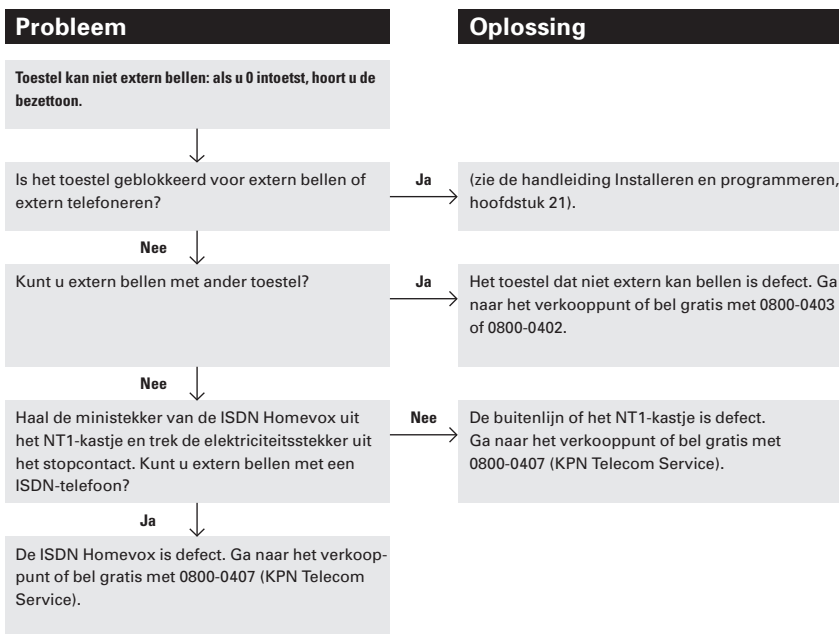 Probleem
Oplossing
Toestel kan niet extern bellen: als u 0 intoetst, hoort u de
bezettoon.
Is het toestel geblokkeerd voor extern bellen of
extern telefoneren?
Ja
(zie de handleiding Installeren en programmeren,
hoofdstuk 21).
Nee
Kunt u extern bellen met ander toestel?
Ja
Het toestel dat niet extern kan bellen is defect. Ga
naar het verkooppunt of bel gratis met 0800-0403
of 0800-0402.
Nee
Haal de ministekker van de ISDN Homevox uit
het NT1-kastje en trek de elektriciteitsstekker uit
het stopcontact. Kunt u extern bellen met een
ISDN-telefoon?
Nee
De buitenlijn of het NT1-kastje is defect.
Ga naar het verkooppunt of bel gratis met
0800-0407 (KPN Telecom Service).
Ja
De ISDN Homevox is defect. Ga naar het verkoop-
punt of bel gratis met 0800-0407 (KPN Telecom
Service).